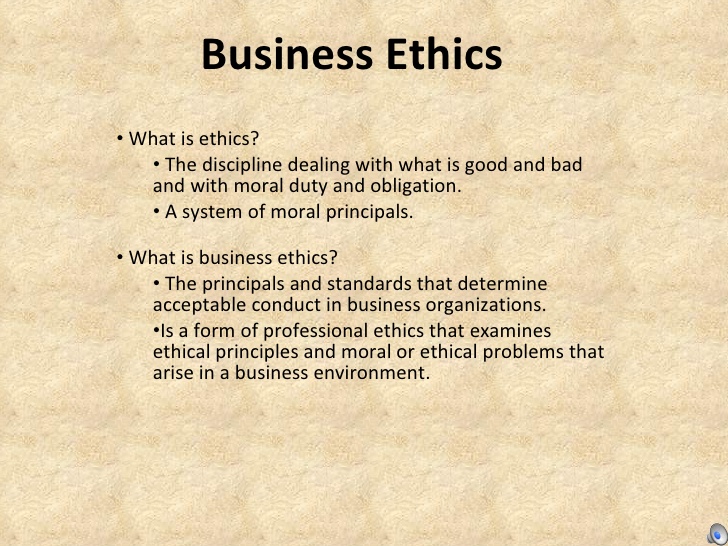 Business Ethics
• What is ethics?
• The discipline dealing with what is good and bad
and with moral duty and obligation.
• A system of moral principals.
• What is business ethics?
• The principals and standards that determine
acceptable conduct in business organizations.
•Is a form of professional ethics that examines
ethical principles and moral or ethical problems that
arise in a business environment.